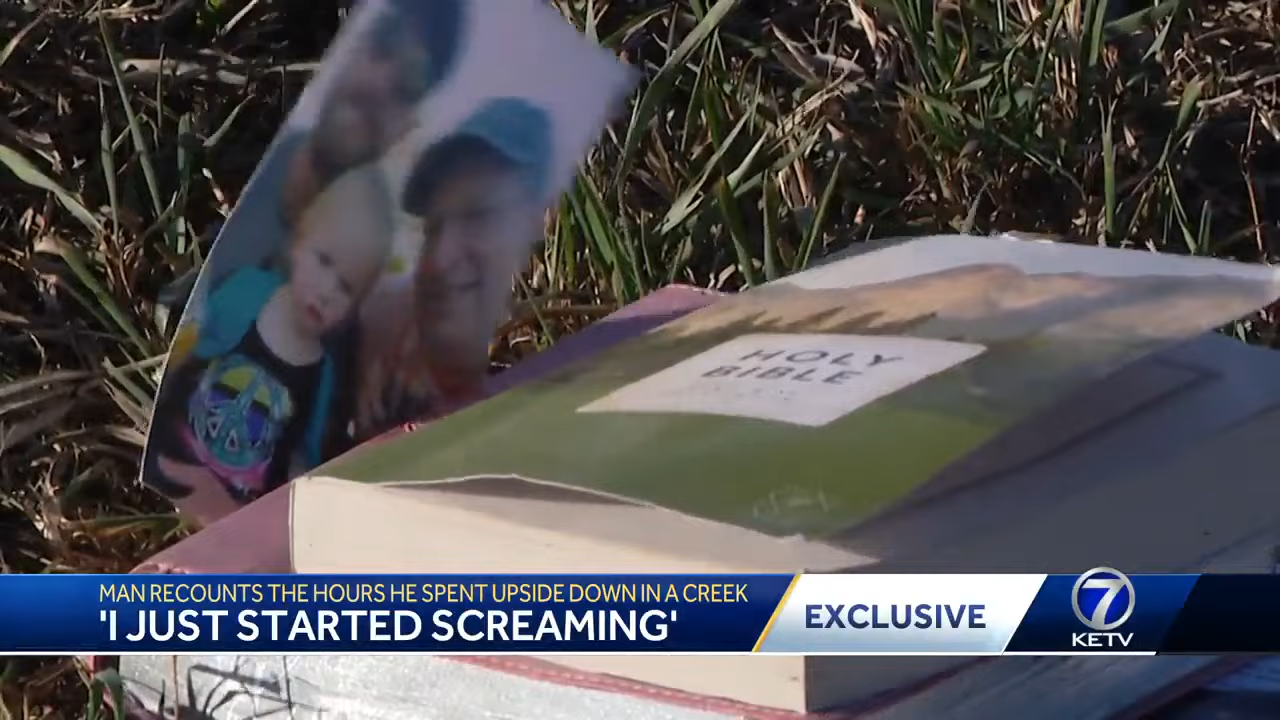 HOLY
BIBLE
MAN RECOUNTS THE HOURS HE SPENT UPSIDE DOWN IN A CREEK
'I JUST STARTED SCREAMING'
EXCLUSIVE
7
KETV